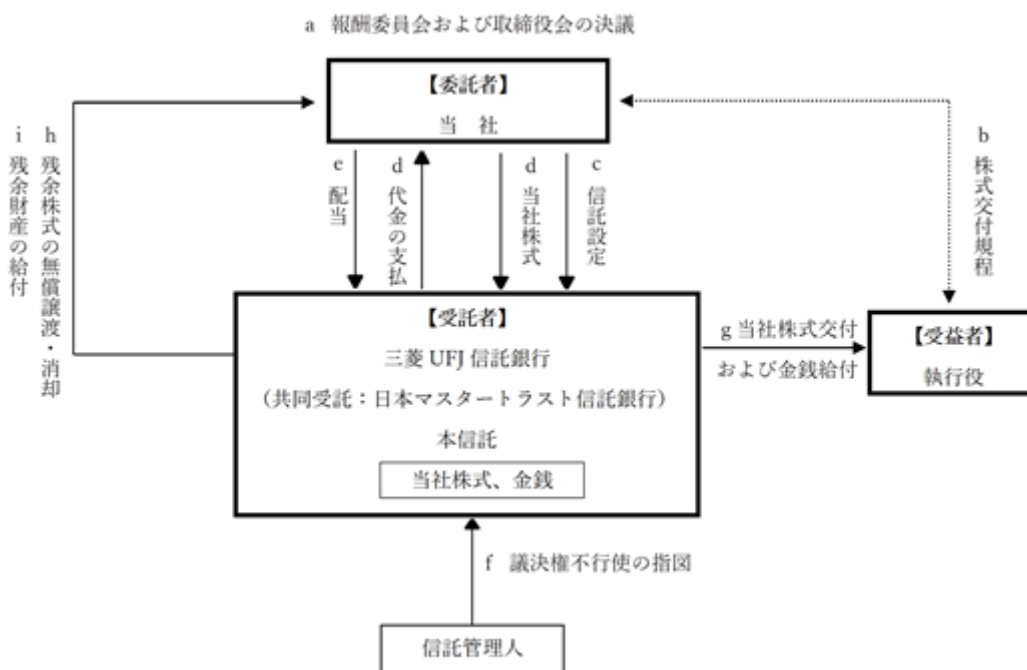 a 報酬委員会および取締役会の決議
【委託者】
当 社
i 残余財産の給付
h 残余株式の無償譲渡・消却
e 配当
d 代金の支払
d 当社株式
c 信託設定
b 株式交付規程
【受託者】
三菱 UFJ 信託銀行
(共同受託：日本マスタートラスト信託銀行)
本信託
当社株式、金銭
g 当社株式交付
および金銭給付
【受益者】
執行役
f 議決権不行使の指図
信託管理人